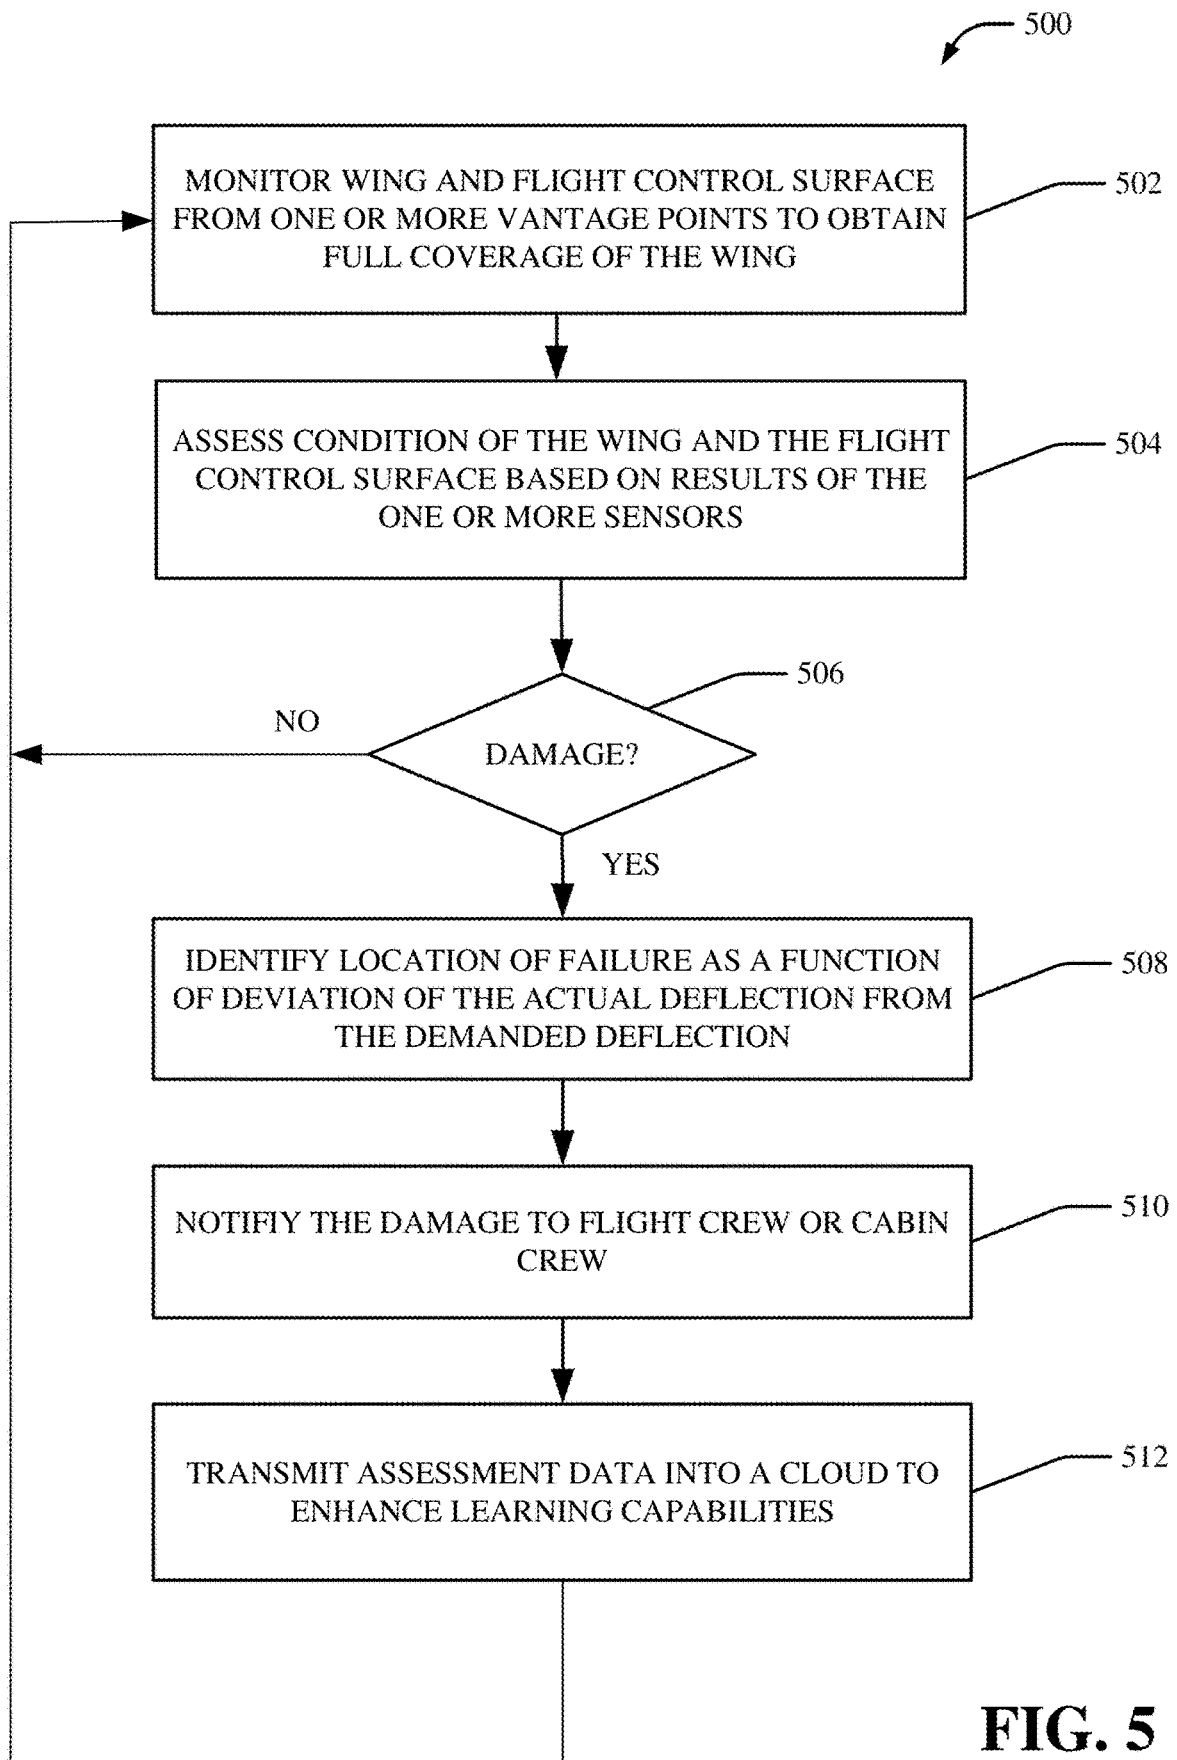 500
MONITOR WING AND FLIGHT CONTROL SURFACE
FROM ONE OR MORE VANTAGE POINTS TO OBTAIN
FULL COVERAGE OF THE WING
502
ASSESS CONDITION OF THE WING AND THE FLIGHT
CONTROL SURFACE BASED ON RESULTS OF THE
ONE OR MORE SENSORS
504
506
NO
DAMAGE?
YES
IDENTIFY LOCATION OF FAILURE AS A FUNCTION
OF DEVIATION OF THE ACTUAL DEFLECTION FROM
THE DEMANDED DEFLECTION
508
NOTIFIY THE DAMAGE TO FLIGHT CREW OR CABIN
CREW
510
TRANSMIT ASSESSMENT DATA INTO A CLOUD TO
ENHANCE LEARNING CAPABILITIES
512
FIG. 5